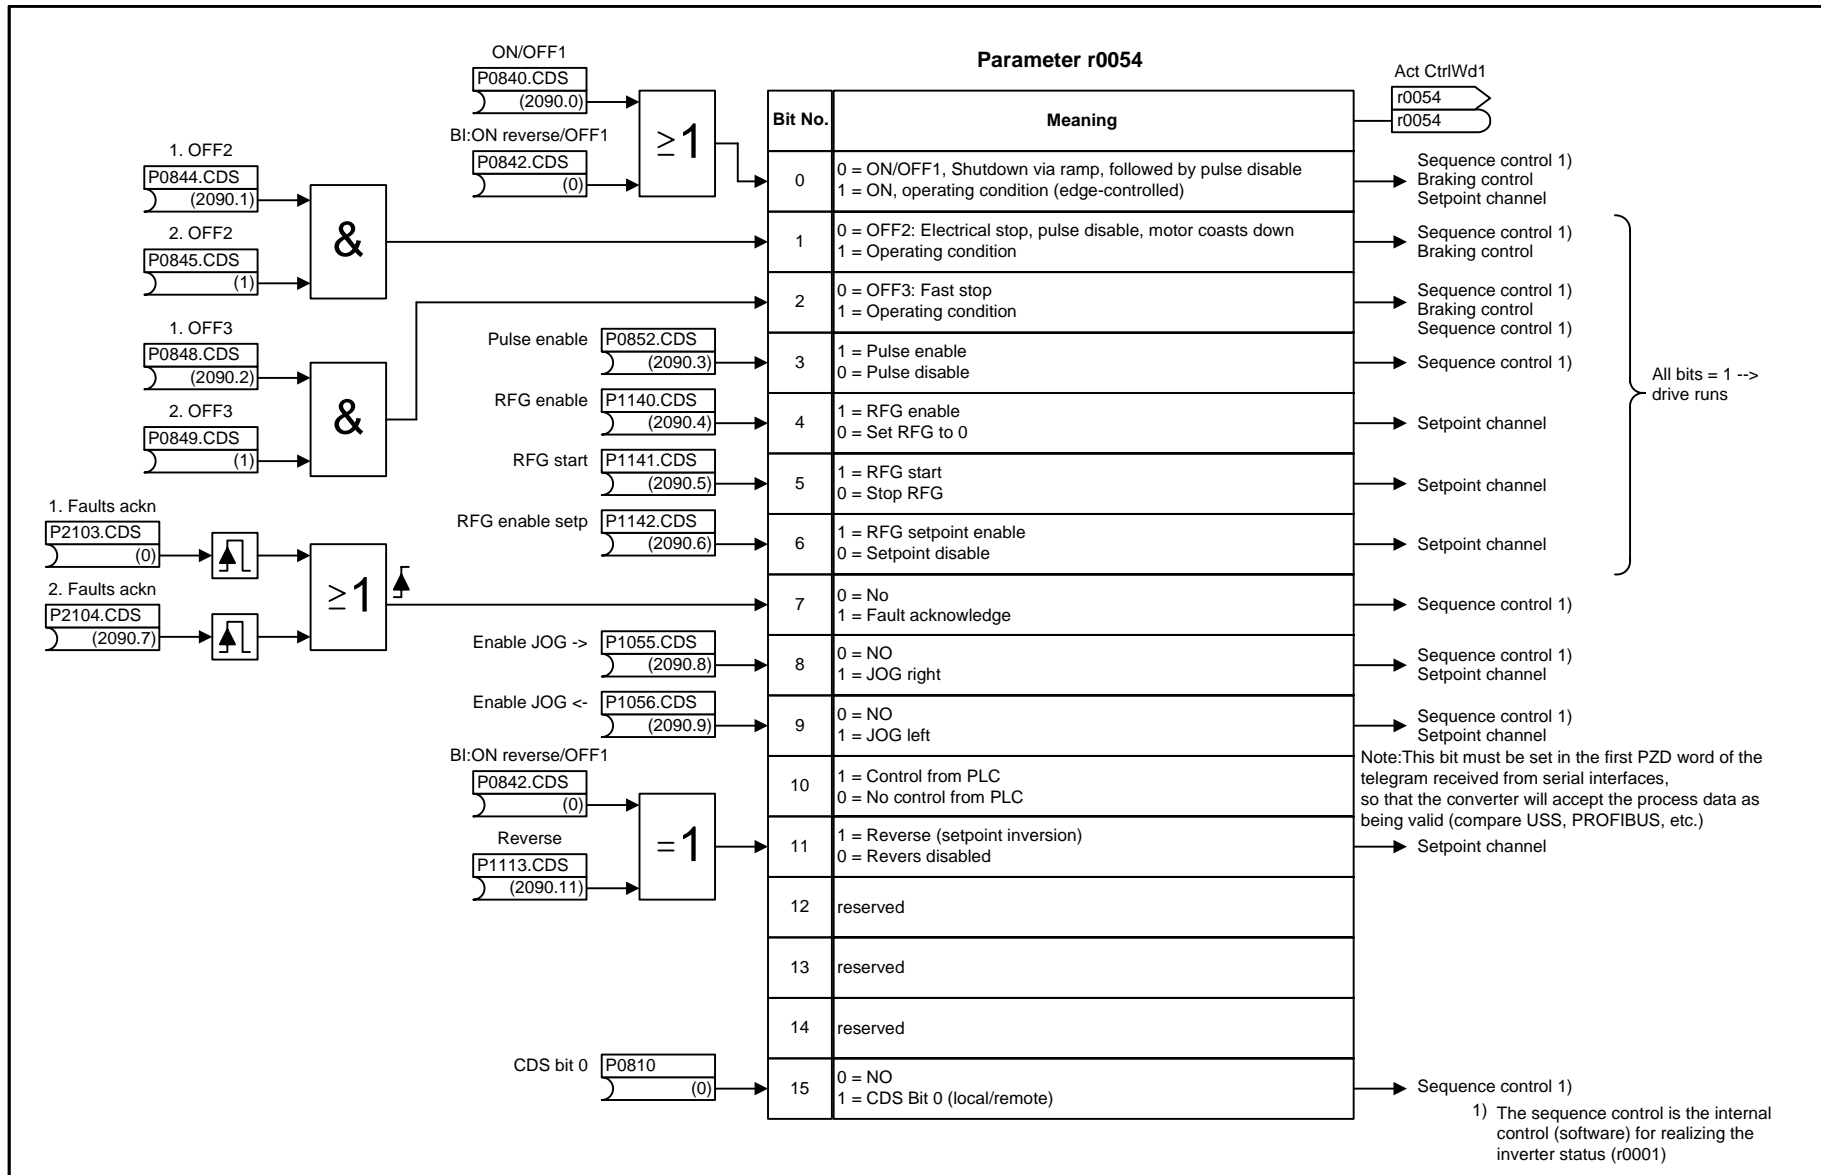 Parameter r0054
ON/OFF1
P0840.CDS
(2090.0)
BI:ON reverse/OFF1
P0842.CDS
(0)
≥1
1. OFF2
P0844.CDS
(2090.1)
2. OFF2
P0845.CDS
(1)
&
1. OFF3
P0848.CDS
(2090.2)
2. OFF3
P0849.CDS
(1)
&
Pulse enable
P0852.CDS
(2090.3)
RFG enable
P1140.CDS
(2090.4)
RFG start
P1141.CDS
(2090.5)
RFG enable setp
P1142.CDS
(2090.6)
1. Faults ackn
P2103.CDS
(0)
2. Faults ackn
P2104.CDS
(2090.7)
≥1
Enable JOG ->
P1055.CDS
(2090.8)
Enable JOG <-
P1056.CDS
(2090.9)
BI:ON reverse/OFF1
P0842.CDS
(0)
Reverse
P1113.CDS
(2090.11)
=1
CDS bit 0
P0810
(0)
Bit No.
Meaning
0
0 = ON/OFF1, Shutdown via ramp, followed by pulse disable
1 = ON, operating condition (edge-controlled)
1
0 = OFF2: Electrical stop, pulse disable, motor coasts down
1 = Operating condition
2
0 = OFF3: Fast stop
1 = Operating condition
3
1 = Pulse enable
0 = Pulse disable
4
1 = RFG enable
0 = Set RFG to 0
5
1 = RFG start
0 = Stop RFG
6
1 = RFG setpoint enable
0 = Setpoint disable
7
0 = No
1 = Fault acknowledge
8
0 = NO
1 = JOG right
9
0 = NO
1 = JOG left
10
1 = Control from PLC
0 = No control from PLC
11
1 = Reverse (setpoint inversion)
0 = Revers disabled
12
reserved
13
reserved
14
reserved
15
0 = NO
1 = CDS Bit 0 (local/remote)
Act CtrlWd1
r0054
r0054
Sequence control 1)
Braking control
Setpoint channel
Sequence control 1)
Braking control
Sequence control 1)
Braking control
Sequence control 1)
Sequence control 1)
Setpoint channel
Setpoint channel
Setpoint channel
All bits = 1 -->
drive runs
Sequence control 1)
Sequence control 1)
Setpoint channel
Sequence control 1)
Setpoint channel
Note:This bit must be set in the first PZD word of the
telegram received from serial interfaces,
so that the converter will accept the process data as
being valid (compare USS, PROFIBUS, etc.)
Setpoint channel
Sequence control 1)
1) The sequence control is the internal
control (software) for realizing the
inverter status (r0001)